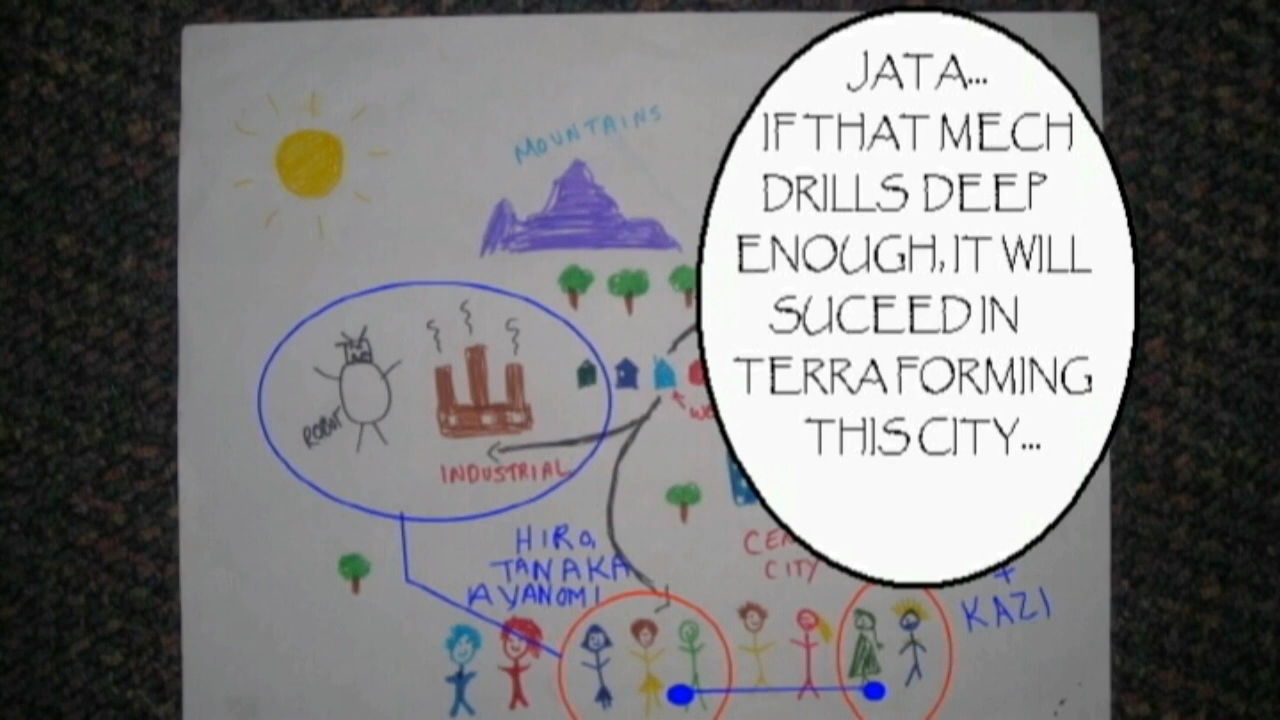 JATA...
IF THAT MECH
DRILLS DEEP
ENOUGH, IT WILL
SUCEED IN
TERRA FORMING
THIS CITY...
MOUNTAINS
ROBOT
INDUSTRIAL
HIRO,
TANAKA
AYANOMI
CITY
+
KAZI